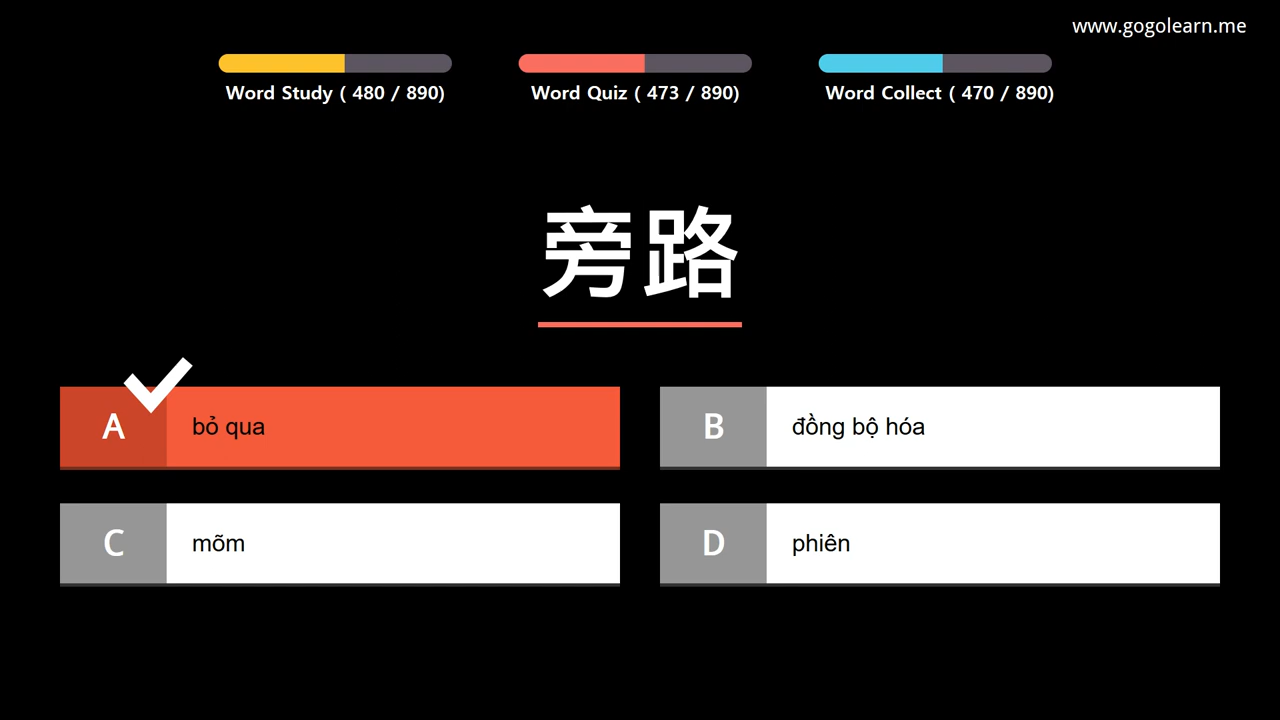 www.gogolearn.me
Word Study ( 480 / 890)
Word Quiz ( 473 / 890)
Word Collect ( 470 / 890)
旁路
A bỏ qua
B đồng bộ hóa
C mõm
D phiên